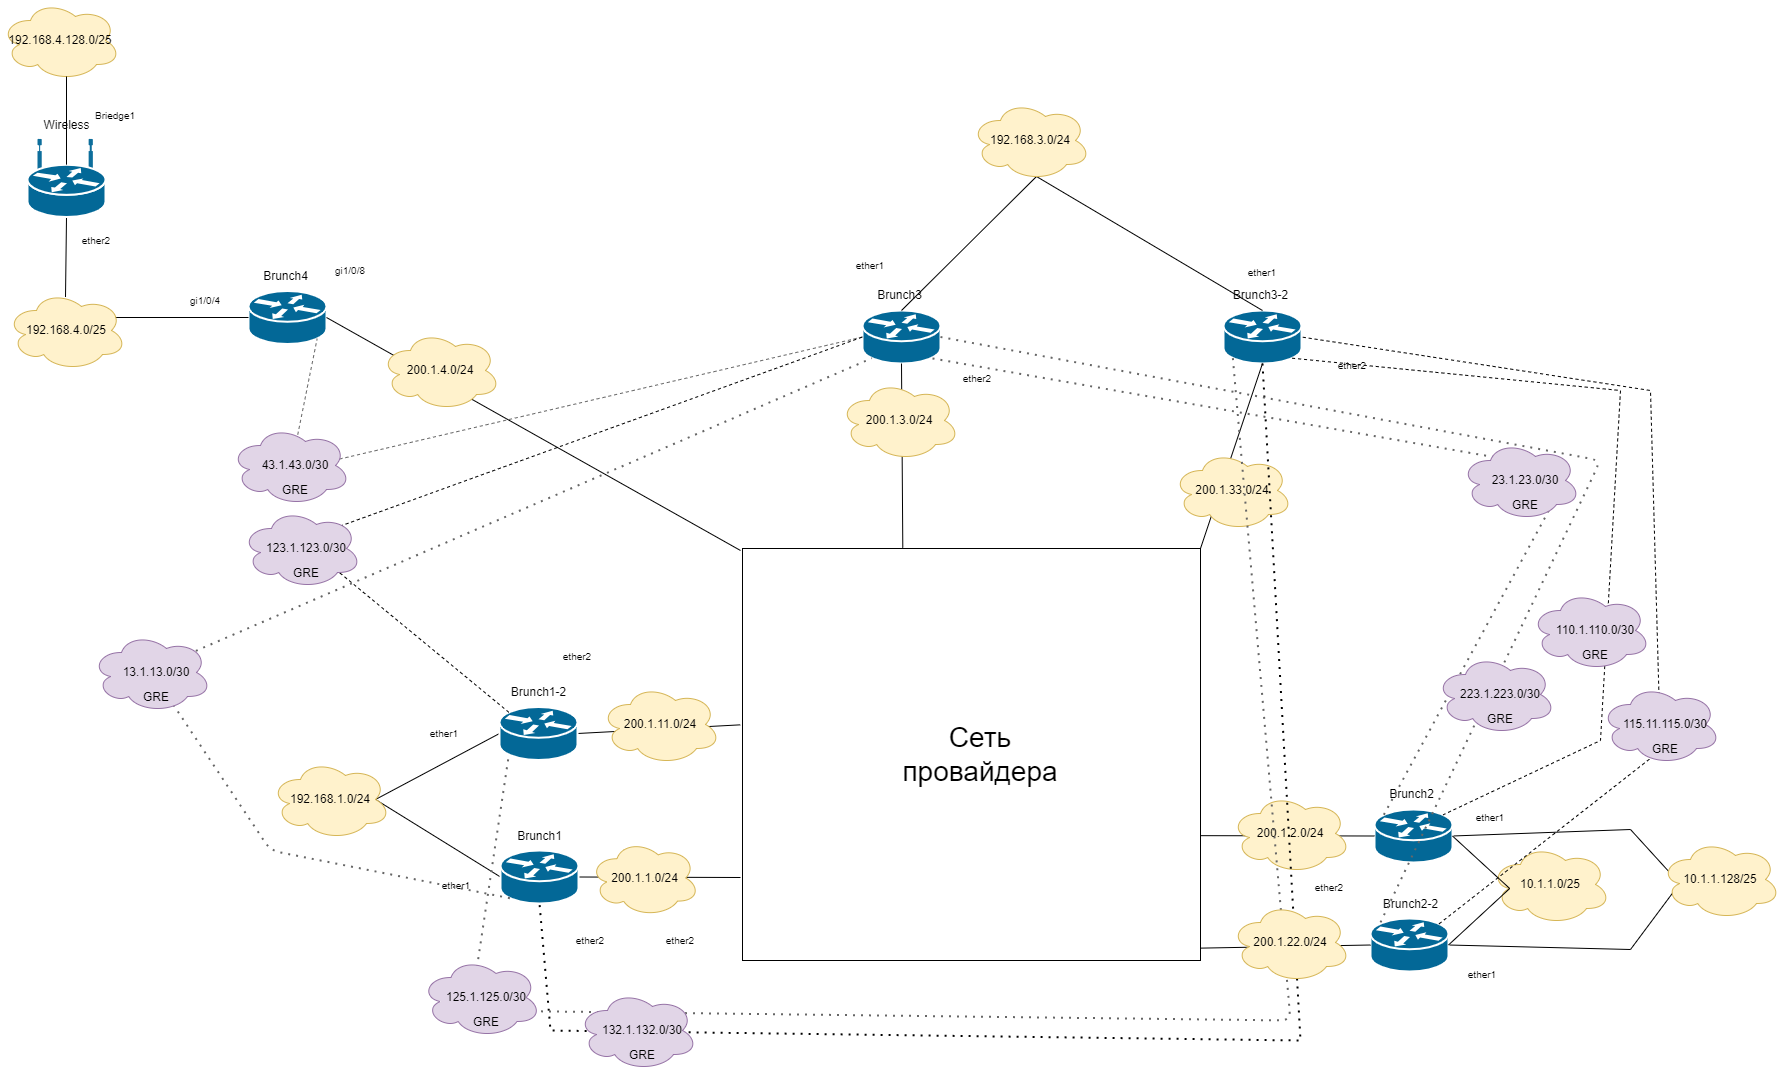 192.168.4.128.0/25
Briedge1
Wireless
192.168.3.0/24
ether2
Brunch4
gi1/0/8
ether1
ether1
Brunch3
Brunch3-2
gi1/0/4
192.168.4.0/25
200.1.4.0/24
ether2
ether2
200.1.3.0/24
43.1.43.0/30
GRE
200.1.33.0/24
23.1.23.0/30
GRE
123.1.123.0/30
GRE
110.1.110.0/30
GRE
ether2
13.1.13.0/30
GRE
Brunch1-2
223.1.223.0/30
GRE
200.1.11.0/24
115.11.115.0/30
GRE
ether1
Сеть
провайдера
192.168.1.0/24
Brunch2
ether1
Brunch1
200.1.2.0/24
200.1.1.0/24
ether1
ether2
10.1.1.0/25
10.1.1.128/25
Brunch2-2
ether2
ether2
200.1.22.0/24
ether1
125.1.125.0/30
GRE
132.1.132.0/30
GRE